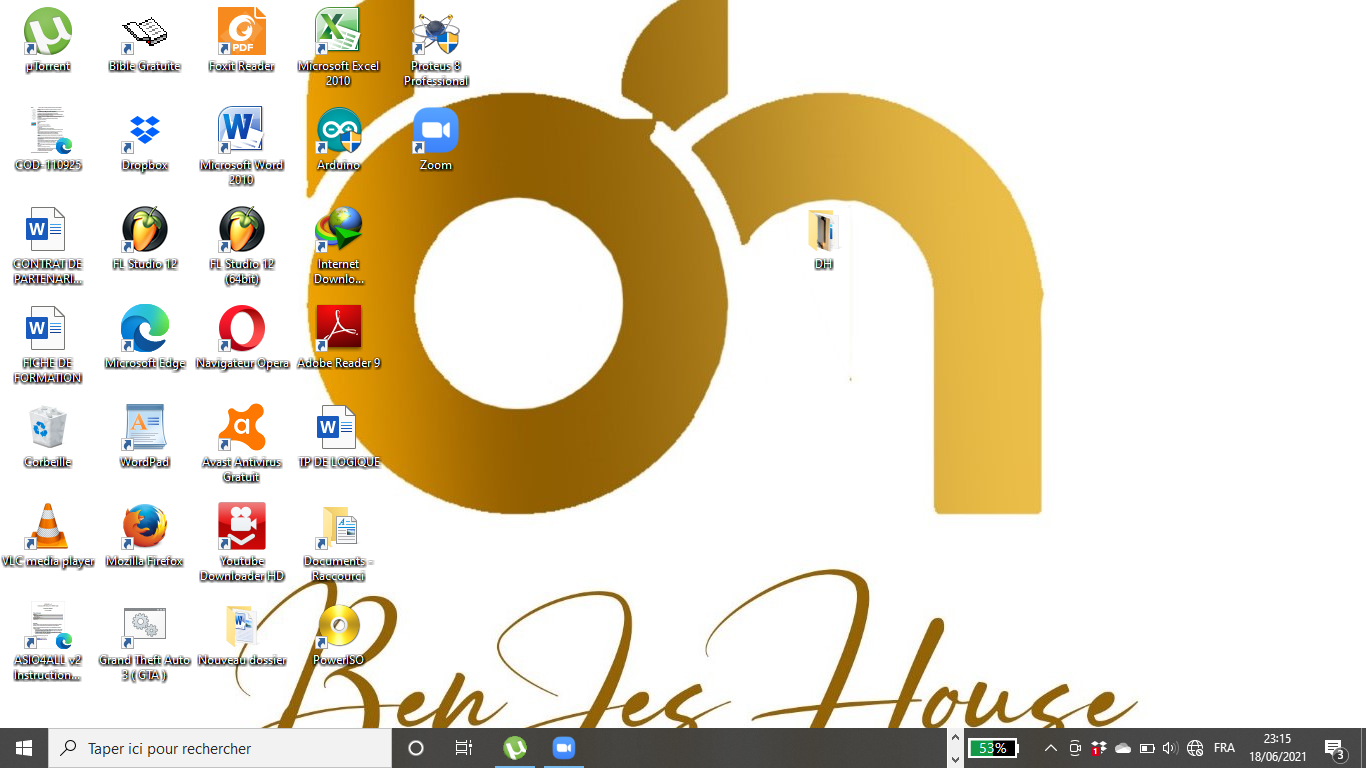 µTorrent
Bible Gratuite
Foxit Reader
Microsoft Excel
2010
Proteus 8
Professional
COD-110925
Dropbox
Microsoft Word
2010
Arduino
Zoom
CONTRAT DE
PARTENARI...
FL Studio 12
FL Studio 12
(64bit)
Internet
Downlo...
DH
FICHE DE
FORMATION
Microsoft Edge
Navigateur Opera
Adobe Reader 9
Corbeille
WordPad
Avast Antivirus
Gratuit
TP DE LOGIQUE
VLC media player
Mozilla Firefox
Youtube
Downloader HD
Documents -
Raccourci
ASIO4ALL v2
Instruction...
Grand Theft Auto
3 ( GTA )
Nouveau dossier
PowerISO
PDF
BenJes House
Taper ici pour rechercher
53%
1
FRA
23:15
18/06/2021
3